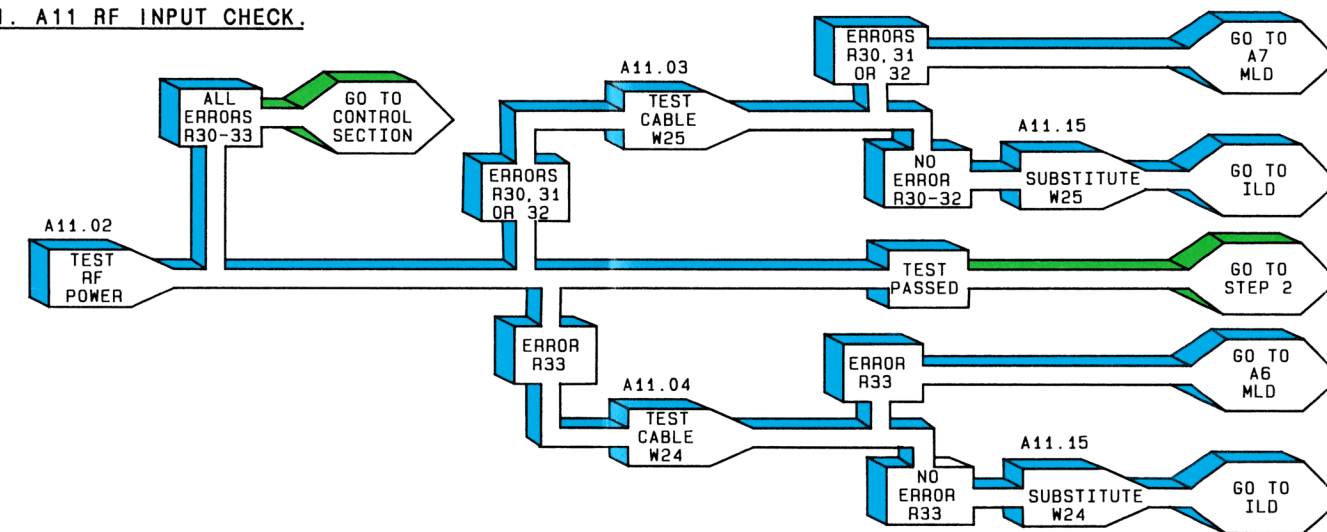 1. A11 RF INPUT CHECK.
ALL
ERRORS
R30-33
GO TO
CONTROL
SECTION
A11.02
TEST
RF
POWER
ERRORS
R30,31
OR 32
A11.03
TEST
CABLE
W25
ERRORS
R30,31
OR 32
GO TO
A7
MLD
NO
ERROR
R30-32
A11.15
SUBSTITUTE
W25
GO TO
ILD
TEST
PASSED
GO TO
STEP 2
ERROR
R33
A11.04
TEST
CABLE
W24
ERROR
R33
GO TO
A6
MLD
NO
ERROR
R33
A11.15
SUBSTITUTE
W24
GO TO
ILD